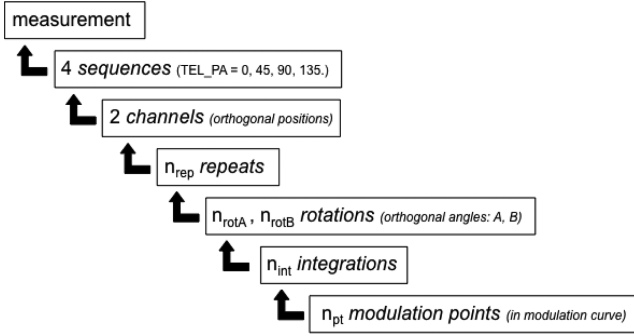 measurement
4 sequences (TEL_PA = 0, 45, 90, 135.)
2 channels (orthogonal positions)
nrep repeats
nrotA , nrotB rotations (orthogonal angles: A, B)
nint integrations
npt modulation points (in modulation curve)